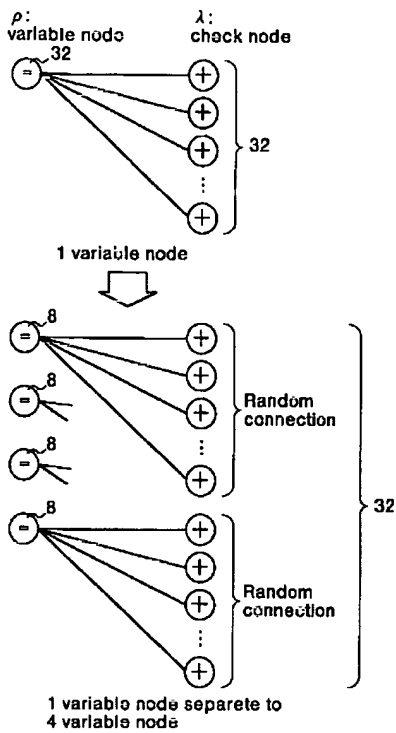 ρ:
variable node
λ:
check node
32
=
+
+
+
+
32
1 variable node
8
=
+
+
+
+
Random
connection
8
=
8
=
32
8
=
+
+
+
+
Random
connection
1 variable node separete to
4 variable node